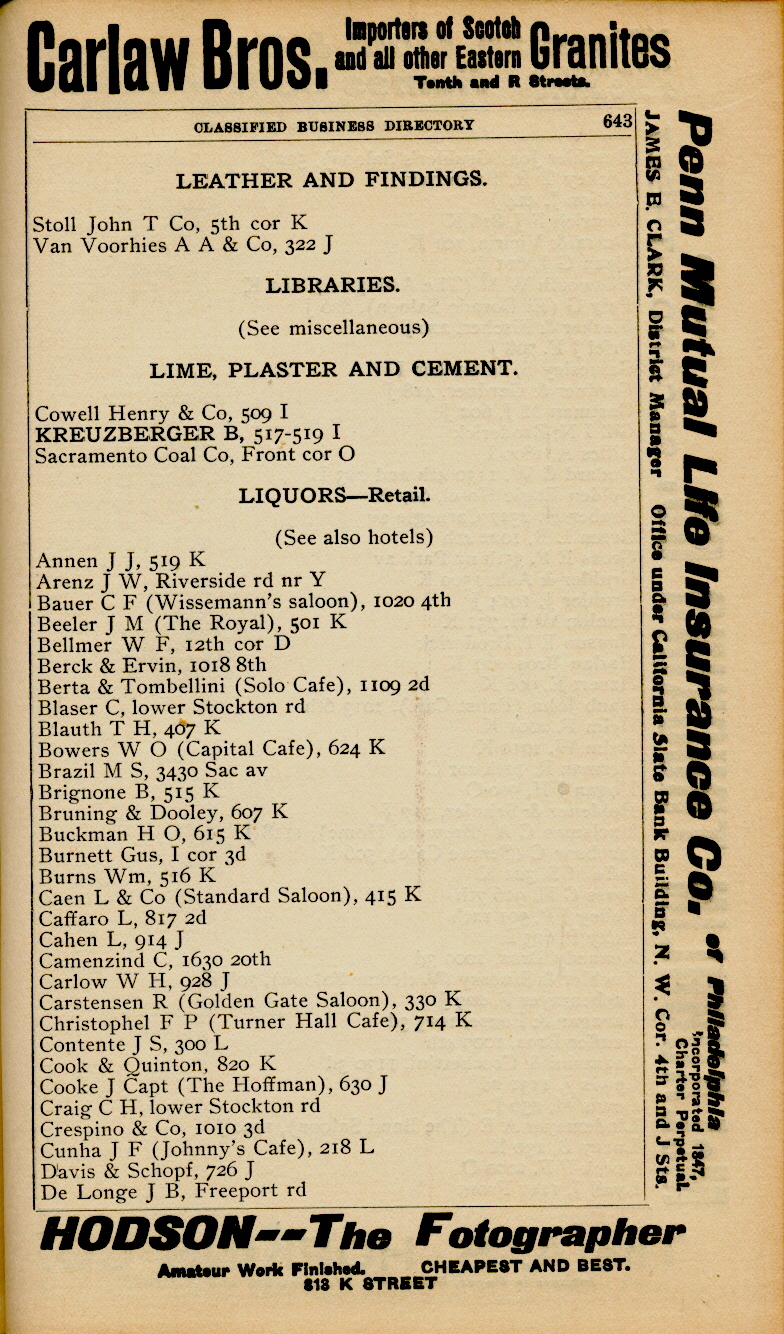 Carlaw Bros. Importers of Scotch and all other Eastern Granites
Tenth and R Streets.
CLASSIFIED BUSINESS DIRECTORY 643
LEATHER AND FINDINGS.
Stoll John T Co, 5th cor K
Van Voorhies A A & Co, 322 J
LIBRARIES.
(See miscellaneous)
LIME, PLASTER AND CEMENT.
Cowell Henry & Co, 509 I
KREUZBERGER B, 517-519 I
Sacramento Coal Co, Front cor O
LIQUORS—Retail.
(See also hotels)
Annen J J, 519 K
Arenz J W, Riverside rd nr Y
Bauer C F (Wissemann's saloon), 1020 4th
Beeler J M (The Royal), 501 K
Bellmer W F, 12th cor D
Berck & Ervin, 1018 8th
Berta & Tombellini (Solo Cafe), 1109 2d
Blaser C, lower Stockton rd
Blauth T H, 407 K
Bowers W O (Capital Cafe), 624 K
Brazil M S, 3430 Sac av
Brignone B, 515 K
Bruning & Dooley, 607 K
Buckman H O, 615 K
Burnett Gus, I cor 3d
Burns Wm, 516 K
Caen L & Co (Standard Saloon), 415 K
Caffaro L, 817 2d
Cahen L, 914 J
Camenzind C, 1630 20th
Carlow W H, 928 J
Carstensen R (Golden Gate Saloon), 330 K
Christophel F P (Turner Hall Cafe), 714 K
Contente J S, 300 L
Cook & Quinton, 820 K
Cooke J Capt (The Hoffman), 630 J
Craig C H, lower Stockton rd
Crespino & Co, 1010 3d
Cunha J F (Johnny's Cafe), 218 L
Davis & Schopf, 726 J
De Longe J B, Freeport rd
Penn Mutual Life Insurance Co. of Philadelphia
Incorporated 1847,
Charter Perpetual.
JAMES E. CLARK, District Manager Office under California State Bank Building, N. W. Cor. 4th and J Sts.
HODSON--The Fotographer
Amateur Work Finished. CHEAPEST AND BEST.
813 K STREET